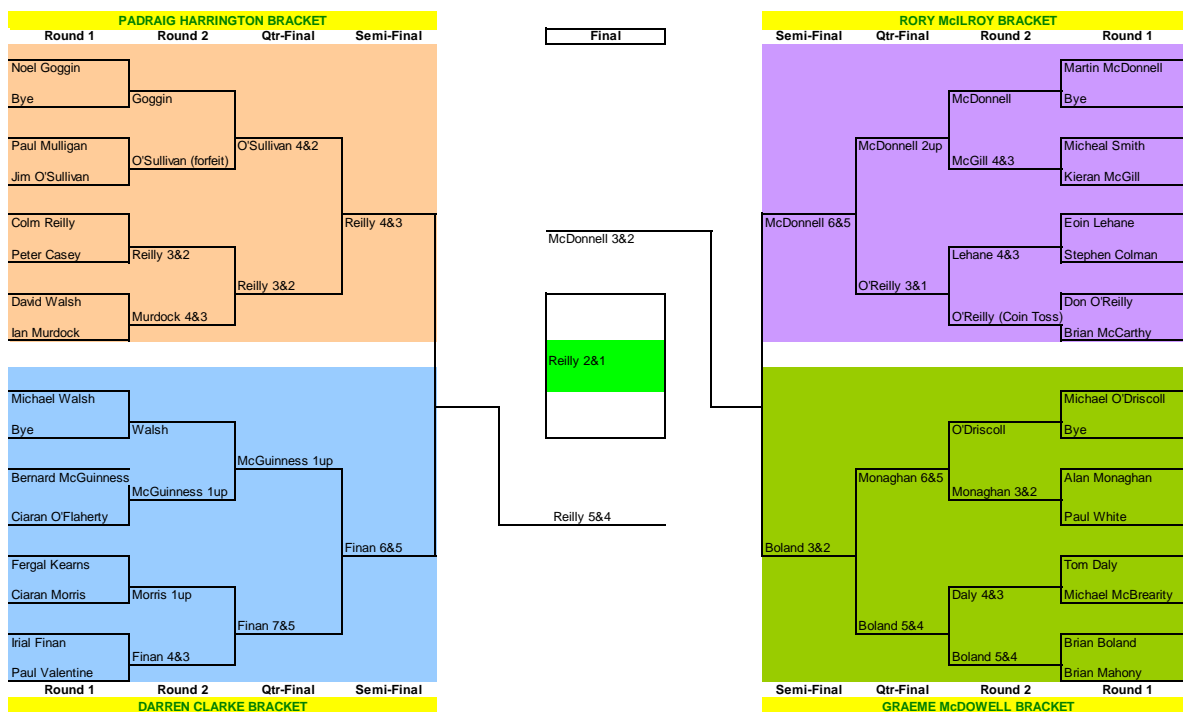 PADRAIG HARRINGTON BRACKET
Round 1 Round 2 Qtr-Final Semi-Final
Noel Goggin
Bye
Goggin
Paul Mulligan
O'Sullivan 4&2
O'Sullivan (forfeit)
Jim O'Sullivan
Colm Reilly
Reilly 4&3
Peter Casey
Reilly 3&2
Reilly 3&2
David Walsh
Murdock 4&3
Ian Murdock
Michael Walsh
Bye
Walsh
McGuinness 1up
Bernard McGuinness
McGuinness 1up
Ciaran O'Flaherty
Finan 6&5
Fergal Kearns
Ciaran Morris
Morris 1up
Finan 7&5
Irial Finan
Finan 4&3
Paul Valentine
Round 1 Round 2 Qtr-Final Semi-Final
DARREN CLARKE BRACKET
Final
McDonnell 3&2
Reilly 2&1
Reilly 5&4
RORY McILROY BRACKET
Semi-Final Qtr-Final Round 2 Round 1
Martin McDonnell
McDonnell
Bye
McDonnell 2up
Micheal Smith
McGill 4&3
Kieran McGill
McDonnell 6&5
Eoin Lehane
Lehane 4&3
Stephen Colman
O'Reilly 3&1
Don O'Reilly
O'Reilly (Coin Toss)
Brian McCarthy
Michael O'Driscoll
O'Driscoll
Bye
Monaghan 6&5
Alan Monaghan
Monaghan 3&2
Paul White
Boland 3&2
Tom Daly
Daly 4&3
Michael McBrearity
Boland 5&4
Brian Boland
Boland 5&4
Brian Mahony
Semi-Final Qtr-Final Round 2 Round 1
GRAEME McDOWELL BRACKET